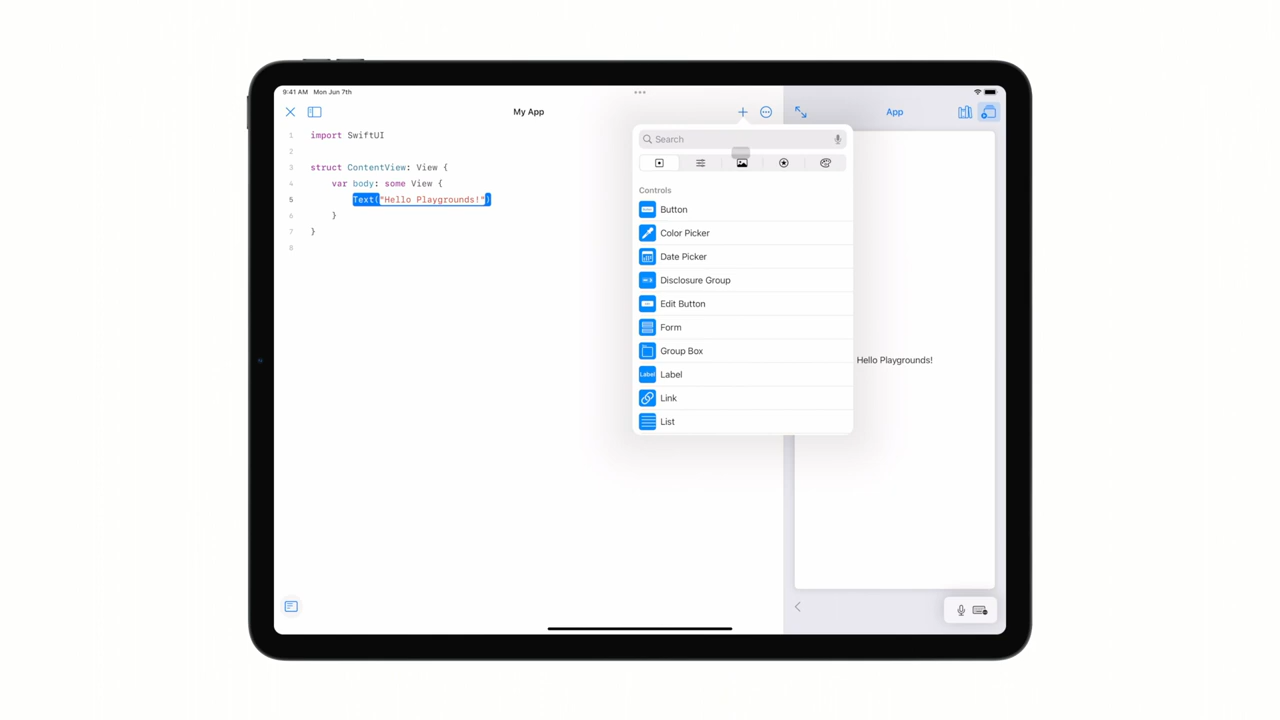 9:41 AM Mon Jun 7th
My App
App
1 import SwiftUI
2
3 struct ContentView: View {
4 var body: some View {
5 Text("Hello Playgrounds!")
6 }
7 }
8
Search
Controls
Button
Color Picker
Date Picker
Disclosure Group
Edit Button
Form
Group Box
Label Label
Link
List
Hello Playgrounds!